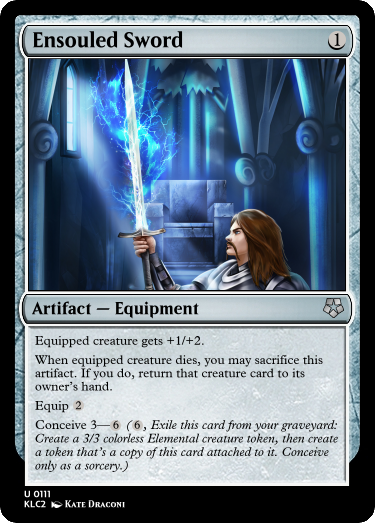 Ensouled Sword 1
Artifact — Equipment
Equipped creature gets +1/+2.
When equipped creature dies, you may sacrifice this
artifact. If you do, return that creature card to its
owner's hand.
Equip 2
Conceive 3—6 (6, Exile this card from your graveyard:
Create a 3/3 colorless Elemental creature token, then create
a token that's a copy of this card attached to it. Conceive
only as a sorcery.)
U 0111
KLC2 Kate Draconi